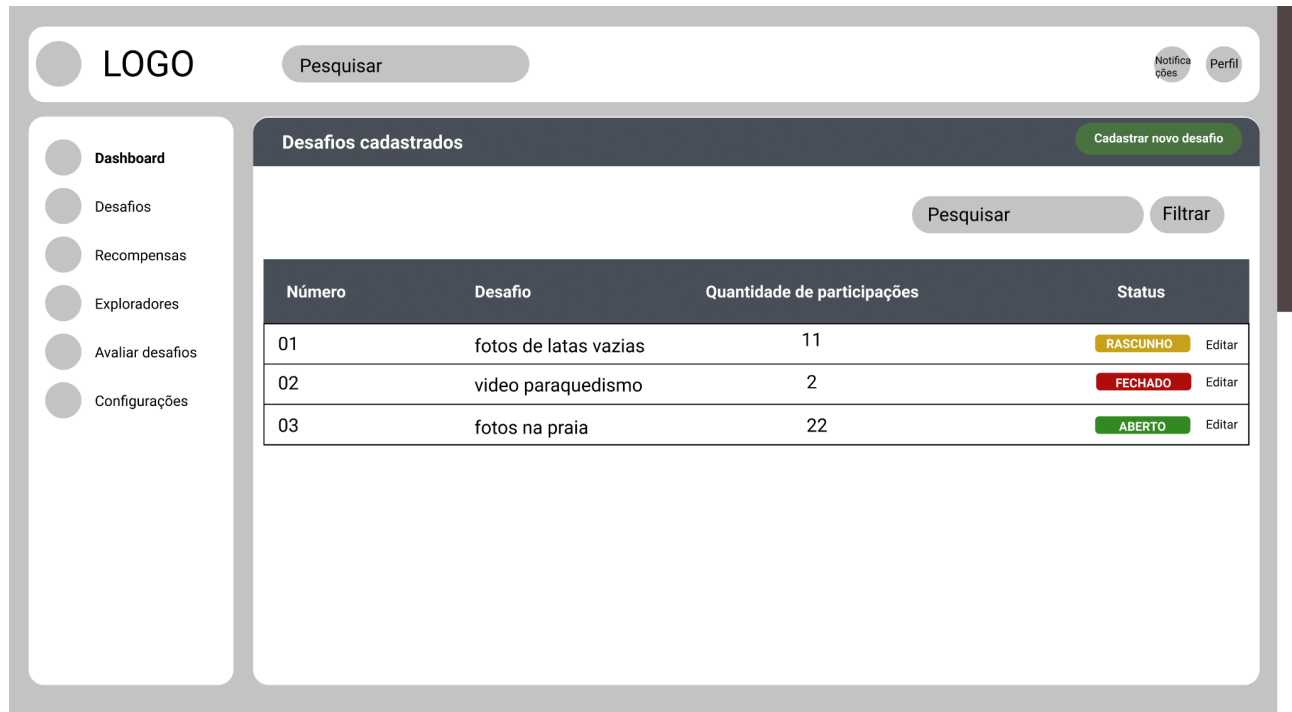 LOGO
Pesquisar
Notifica
ções
Perfil
Dashboard
Desafios
Recompensas
Exploradores
Avaliar desafios
Configurações
Desafios cadastrados
Cadastrar novo desafio
Pesquisar
Filtrar
Número Desafio Quantidade de participações Status
01 fotos de latas vazias 11 RASCUNHO Editar
02 video paraquedismo 2 FECHADO Editar
03 fotos na praia 22 ABERTO Editar